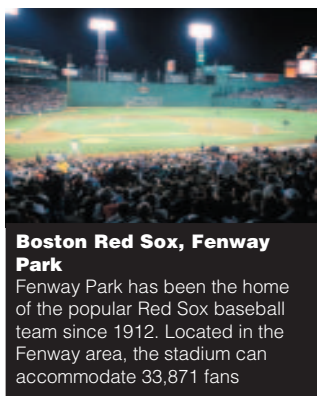 Boston Red Sox, Fenway
Park
Fenway Park has been the home
of the popular Red Sox baseball
team since 1912. Located in the
Fenway area, the stadium can
accommodate 33,871 fans